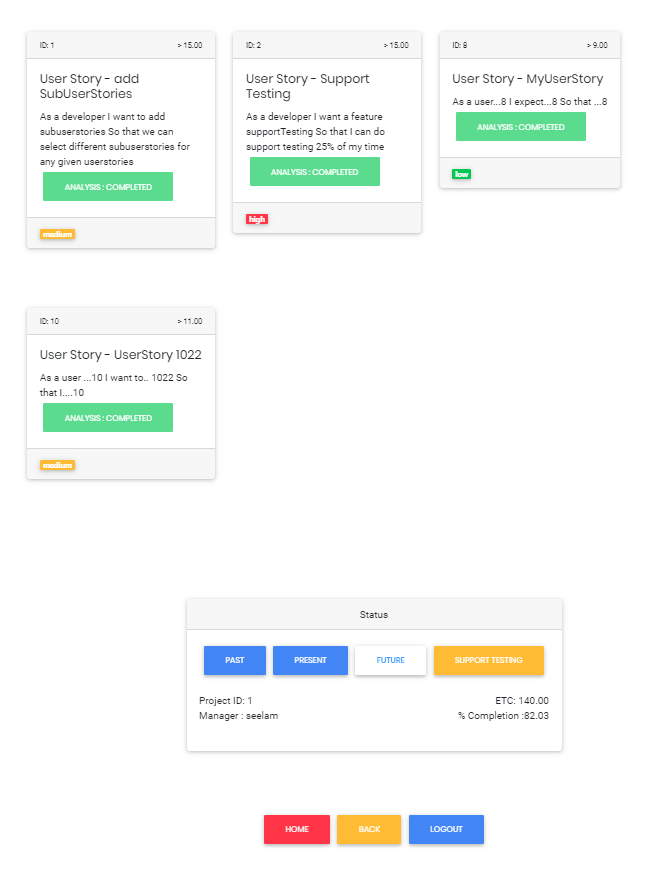 ID: 1
> 15.00
User Story - add
SubUserStories
As a developer I want to add
subuserstories So that we can
select different subuserstories for
any given userstories
ANALYSIS : COMPLETED
medium
ID: 2
> 15.00
User Story - Support
Testing
As a developer I want a feature
supportTesting So that I can do
support testing 25% of my time
ANALYSIS : COMPLETED
high
ID: 8
> 9.00
User Story - MyUserStory
As a user...8 I expect...8 So that ...8
ANALYSIS : COMPLETED
low
ID: 10
> 11.00
User Story - UserStory 1022
As a user ...10 I want to.. 1022 So
that I....10
ANALYSIS : COMPLETED
medium
Status
PAST
PRESENT
FUTURE
SUPPORT TESTING
Project ID: 1
ETC: 140.00
Manager : seelam
% Completion :82.03
HOME
BACK
LOGOUT